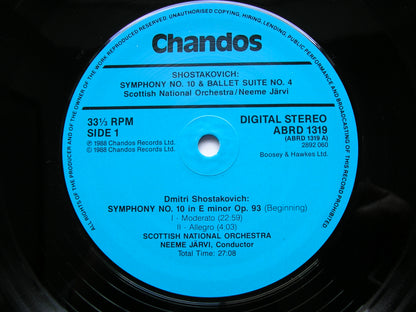 ALL RIGHTS OF THE PRODUCER AND OF THE OWNER OF THE WORK REPRODUCED RESERVED. UNAUTHORISED COPYING, HIRING, LENDING, PUBLIC PERFORMANCE AND BROADCASTING OF THIS RECORD PROHIBITED
Chandos
SHOSTAKOVICH:
SYMPHONY NO. 10 & BALLET SUITE NO. 4
Scottish National Orchestra/Neeme Järvi
33⅓ RPM
SIDE 1
℗ 1988 Chandos Records Ltd.
© 1988 Chandos Records Ltd.
DIGITAL STEREO
ABRD 1319
(ABRD 1319 A)
2892 060
Boosey & Hawkes Ltd.
Dmitri Shostakovich:
SYMPHONY NO. 10 in E minor Op. 93 (Beginning)
I - Moderato (22:59)
II - Allegro (4:03)
SCOTTISH NATIONAL ORCHESTRA
NEEME JÄRVI, Conductor
Total Time: 27:08